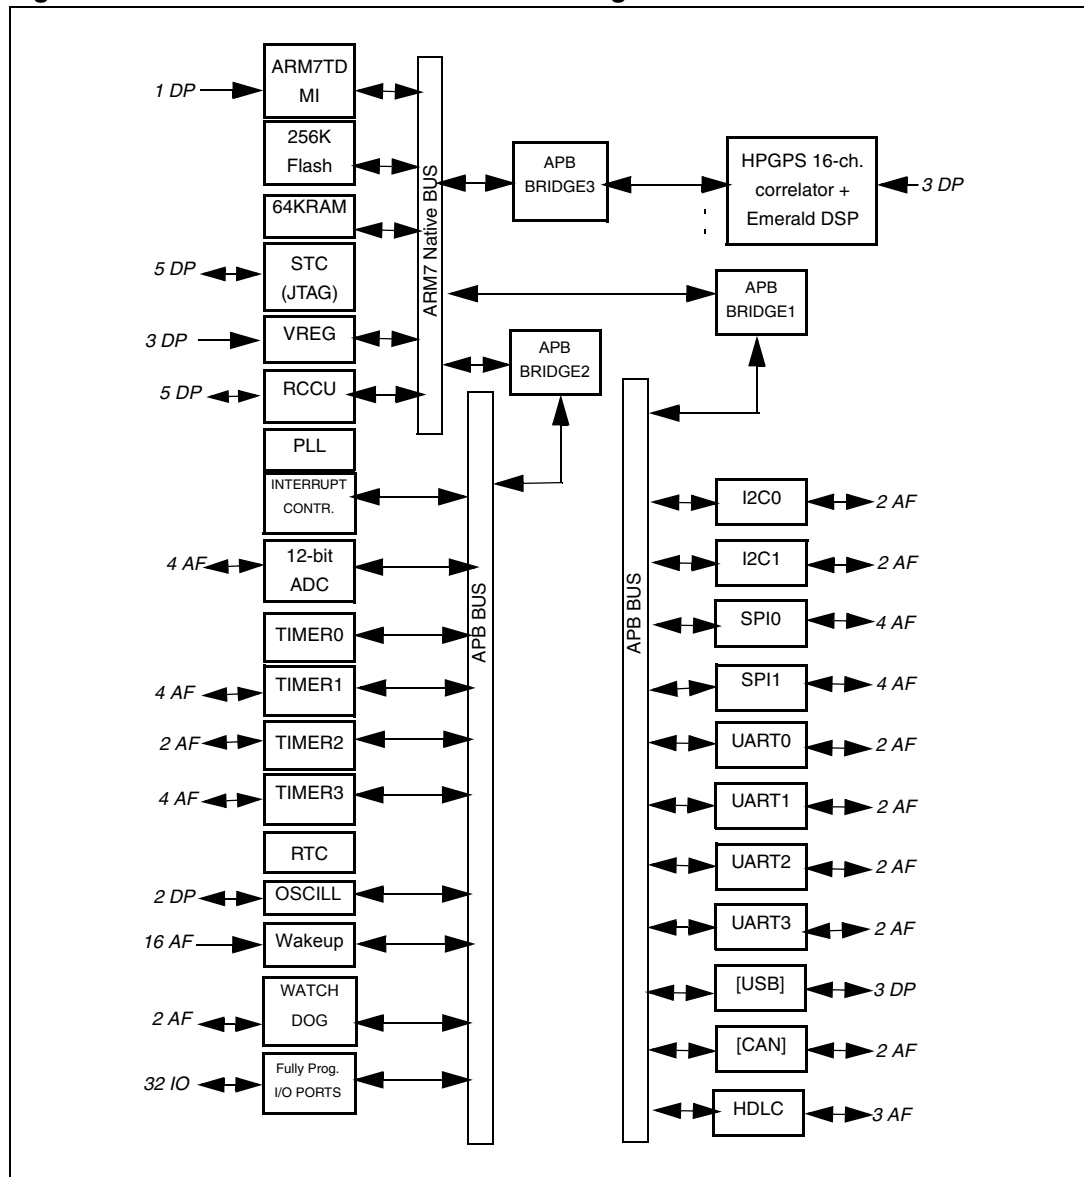 1 DP
ARM7TD
MI
256K
Flash
64KRAM
5 DP
STC
(JTAG)
3 DP
VREG
5 DP
RCCU
PLL
INTERRUPT
CONTR.
4 AF
12-bit
ADC
TIMER0
4 AF
TIMER1
2 AF
TIMER2
4 AF
TIMER3
RTC
2 DP
OSCILL
16 AF
Wakeup
2 AF
WATCH
DOG
32 IO
Fully Prog.
I/O PORTS
ARM7 Native BUS
APB
BRIDGE3
HPGPS 16-ch.
correlator +
Emerald DSP
3 DP
APB
BRIDGE1
APB
BRIDGE2
APB BUS
APB BUS
I2C0
2 AF
I2C1
2 AF
SPI0
4 AF
SPI1
4 AF
UART0
2 AF
UART1
2 AF
UART2
2 AF
UART3
2 AF
[USB]
3 DP
[CAN]
2 AF
HDLC
3 AF